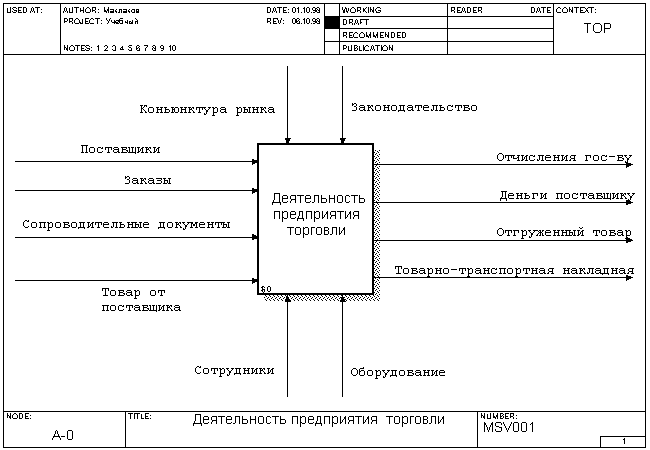 USED AT:
AUTHOR: Маклаков
DATE: 01.10.98
PROJECT: Учебный
REV: 06.10.98
NOTES: 1 2 3 4 5 6 7 8 9 10
WORKING
DRAFT
RECOMMENDED
PUBLICATION
READER DATE
CONTEXT:
TOP
Коньюнктура рынка
Законодательство
Поставщики
Заказы
Сопроводительные документы
Товар от
поставщика
Деятельность
предприятия
торговли
$0
Отчисления гос-ву
Деньги поставщику
Отгруженный товар
Товарно-транспортная накладная
Сотрудники
Оборудование
NODE:
A-0
TITLE:
Деятельность предприятия торговли
NUMBER:
MSV001
1